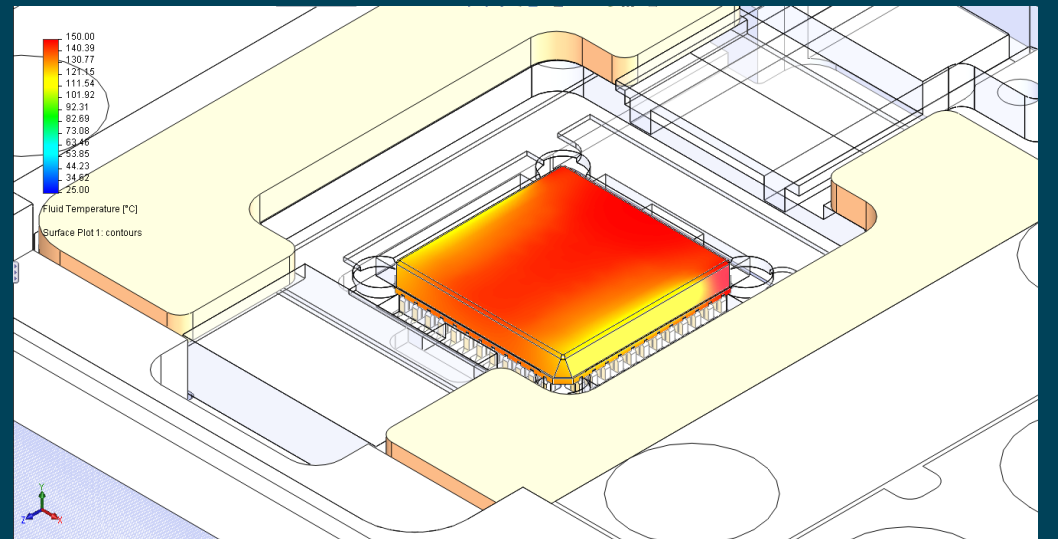 150.00
140.39
130.77
121.15
111.54
101.92
92.31
82.69
73.08
63.46
53.85
44.23
34.62
25.00
Fluid Temperature [°C]
Surface Plot 1: contours
Y
Z
X